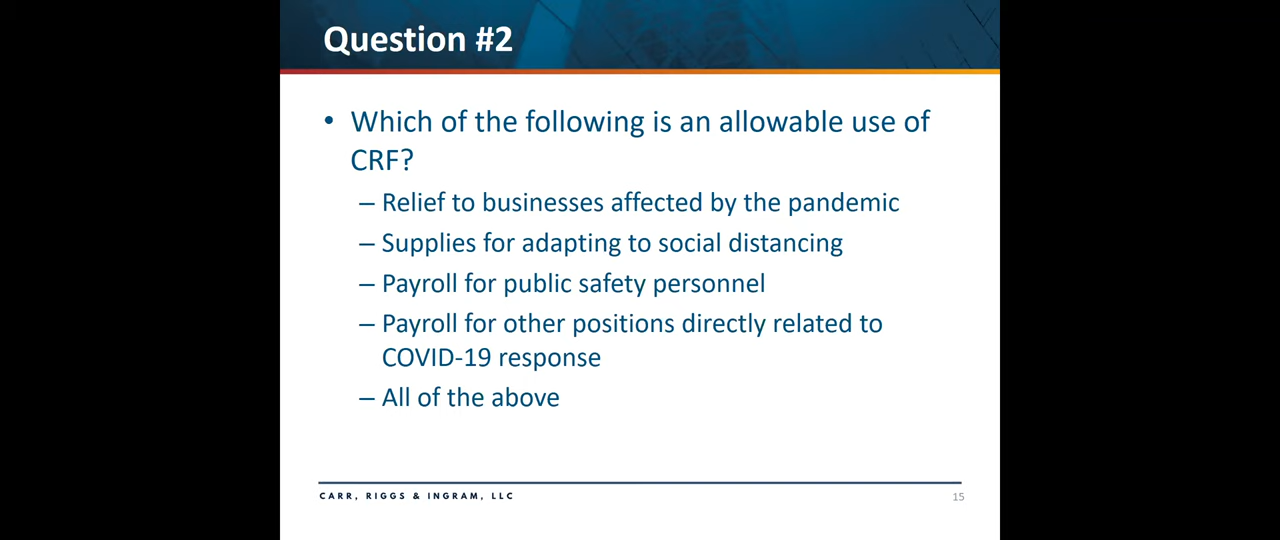 Question #2
• Which of the following is an allowable use of
CRF?
– Relief to businesses affected by the pandemic
– Supplies for adapting to social distancing
– Payroll for public safety personnel
– Payroll for other positions directly related to
COVID-19 response
– All of the above
CARR, RIGGS & INGRAM, LLC
15